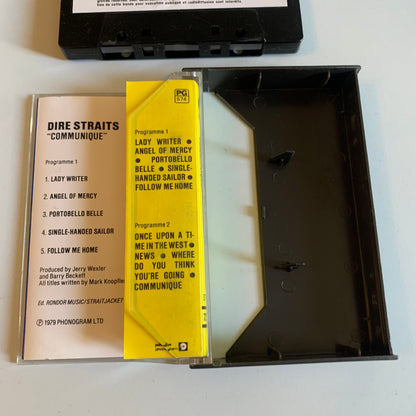 DIRE STRAITS
"COMMUNIQUE"
Programme 1
1. LADY WRITER
2. ANGEL OF MERCY
3. PORTOBELLO BELLE
4. SINGLE-HANDED SAILOR
5. FOLLOW ME HOME
Produced by Jerry Wexler
and Barry Beckett
All titles written by Mark Knopfler
Ed. RONDOR MUSIC/STRAITJACKET
℗ 1979 PHONOGRAM LTD
PG
574
Programme 1
LADY WRITER ●
ANGEL OF MERCY
● PORTOBELLO
BELLE ● SINGLE-
HANDED SAILOR ●
FOLLOW ME HOME
Programme 2
ONCE UPON A TI-
ME IN THE WEST ●
NEWS ● WHERE
DO YOU THINK
YOU'RE GOING ●
COMMUNIQUE